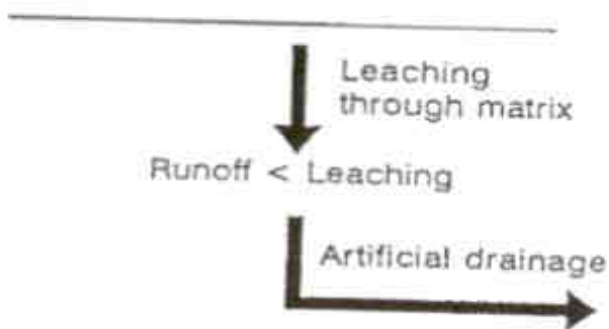 Leaching
through matrix
Runoff < Leaching
Artificial drainage